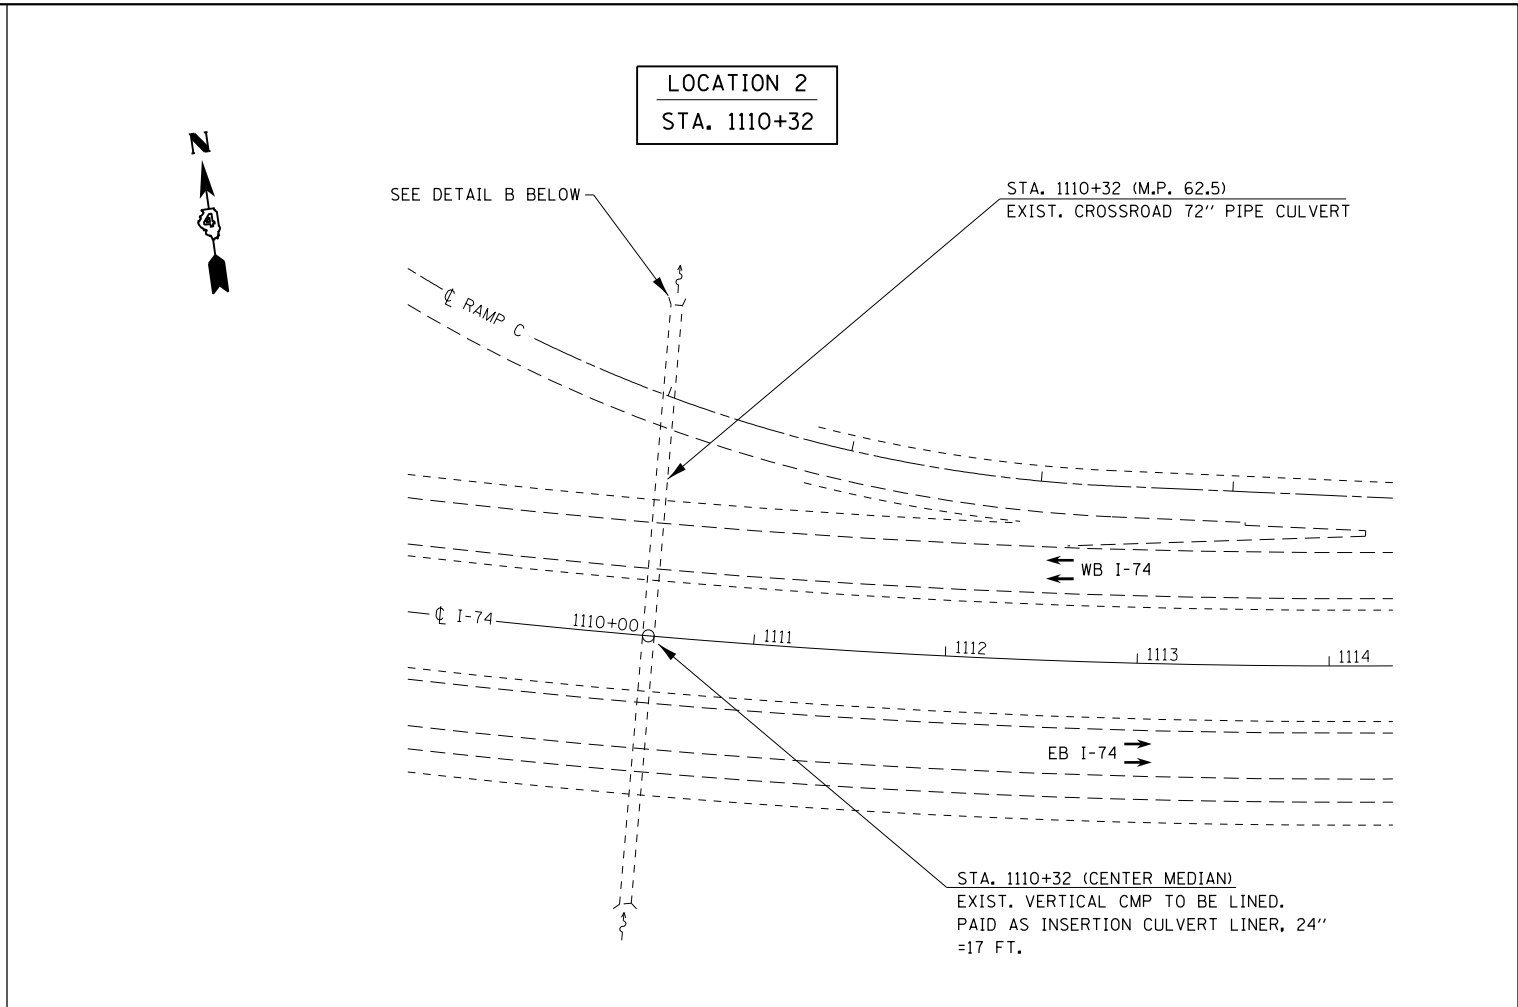 LOCATION 2
STA. 1110+32
N
4
SEE DETAIL B BELOW
STA. 1110+32 (M.P. 62.5)
EXIST. CROSSROAD 72'' PIPE CULVERT
℄ RAMP C
WB I-74
℄ I-74
1110+00
1111
1112
1113
1114
EB I-74
STA. 1110+32 (CENTER MEDIAN)
EXIST. VERTICAL CMP TO BE LINED.
PAID AS INSERTION CULVERT LINER, 24''
=17 FT.